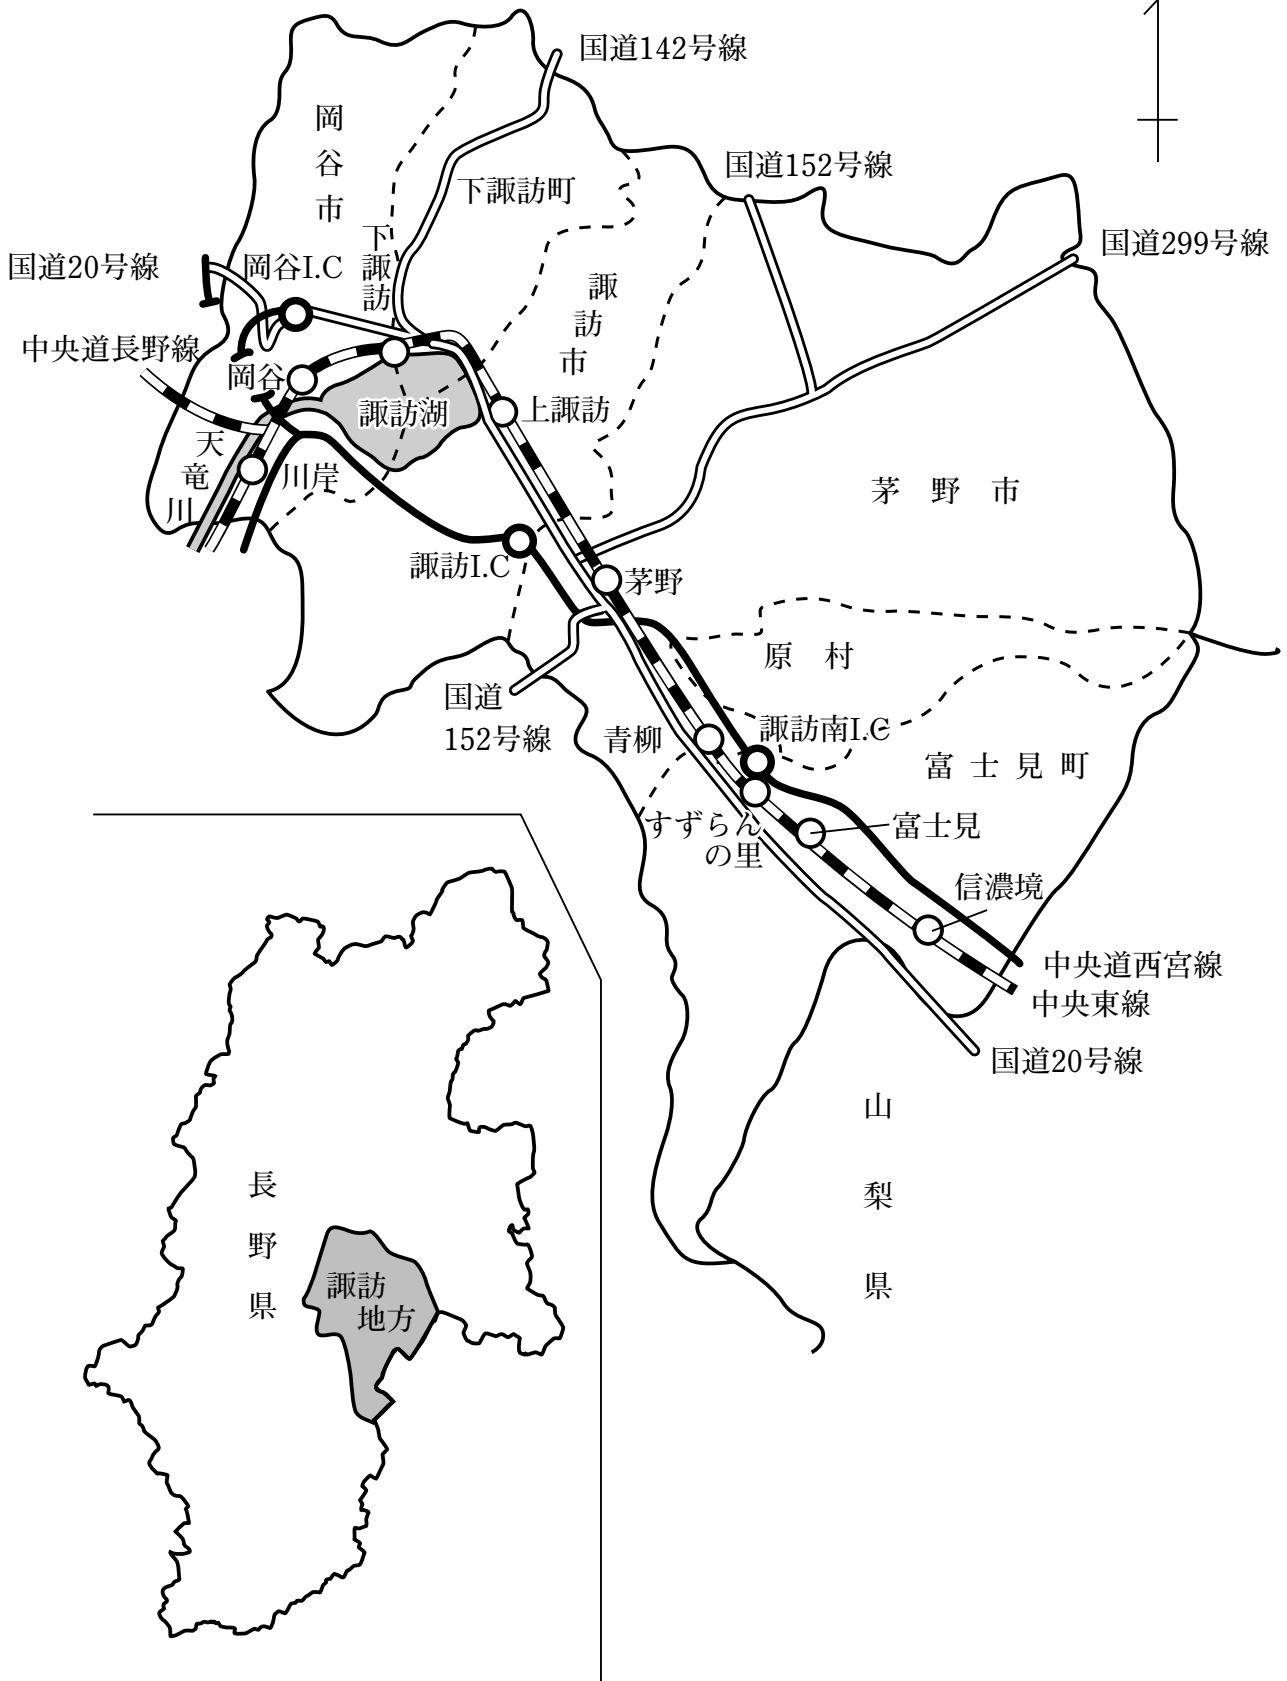 国道142号線
岡谷市
国道152号線
下諏訪町
国道299号線
国道20号線
岡谷I.C
下諏訪
諏訪市
中央道長野線
岡谷
諏訪湖
上諏訪
天竜川
川岸
茅野市
諏訪I.C
茅野
原村
国道
152号線
青柳
諏訪南I.C
富士見町
すずらん
の里
富士見
信濃境
中央道西宮線
中央東線
国道20号線
山梨県
長野県
諏訪
地方